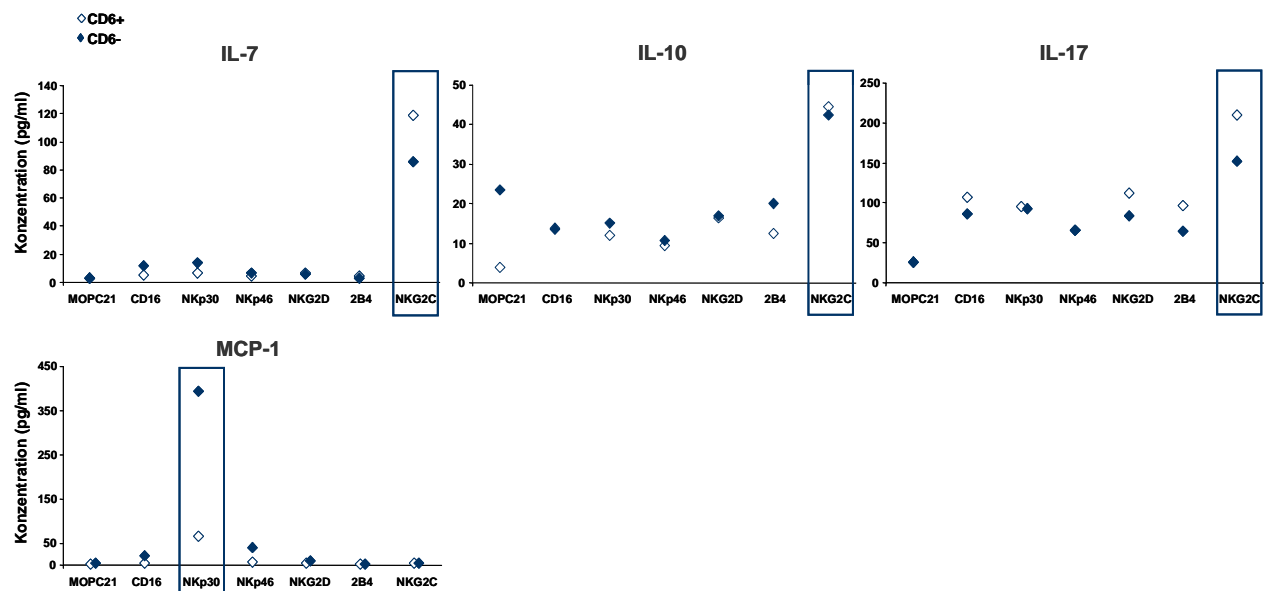 CD6+
CD6-
IL-7
IL-10
IL-17
Konzentration (pg/ml)
140
120
100
80
60
40
20
0
MOPC21 CD16 NKp30 NKp46 NKG2D 2B4 NKG2C
50
40
30
20
10
0
MOPC21 CD16 NKp30 NKp46 NKG2D 2B4 NKG2C
250
200
150
100
50
0
MOPC21 CD16 NKp30 NKp46 NKG2D 2B4 NKG2C
MCP-1
Konzentration (pg/ml)
450
350
250
150
50
0
MOPC21 CD16 NKp30 NKp46 NKG2D 2B4 NKG2C